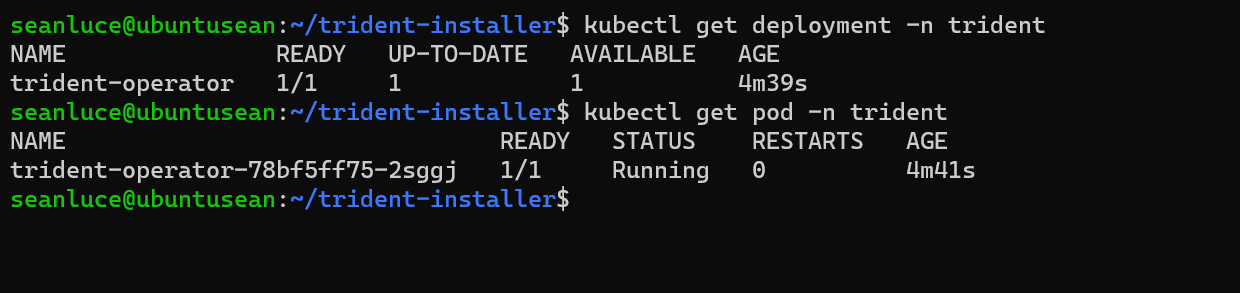 seanluce@ubuntusean:~/trident-installer$ kubectl get deployment -n trident
NAME               READY   UP-TO-DATE   AVAILABLE   AGE
trident-operator   1/1     1            1           4m39s
seanluce@ubuntusean:~/trident-installer$ kubectl get pod -n trident
NAME                               READY   STATUS    RESTARTS   AGE
trident-operator-78bf5ff75-2sggj   1/1     Running   0          4m41s
seanluce@ubuntusean:~/trident-installer$